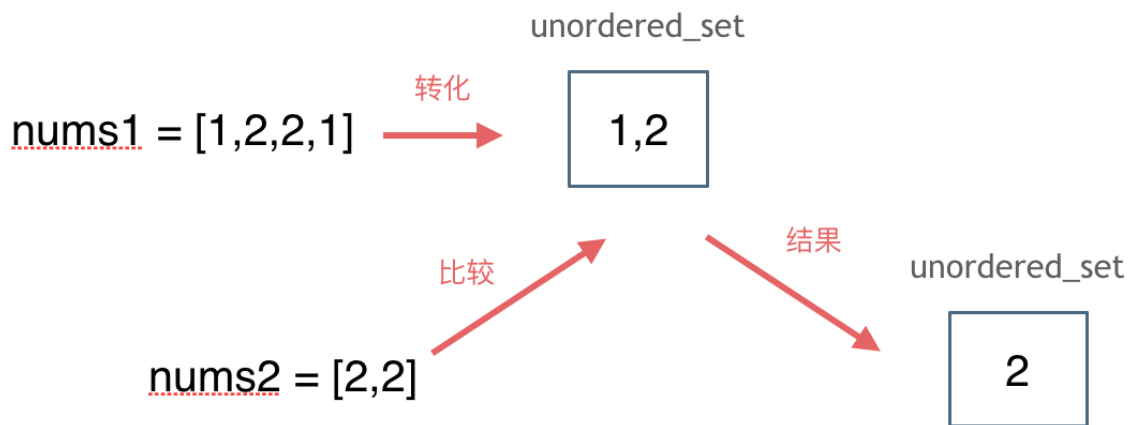 unordered_set
转化
nums1 = [1,2,2,1]
1,2
比较
结果
unordered_set
nums2 = [2,2]
2